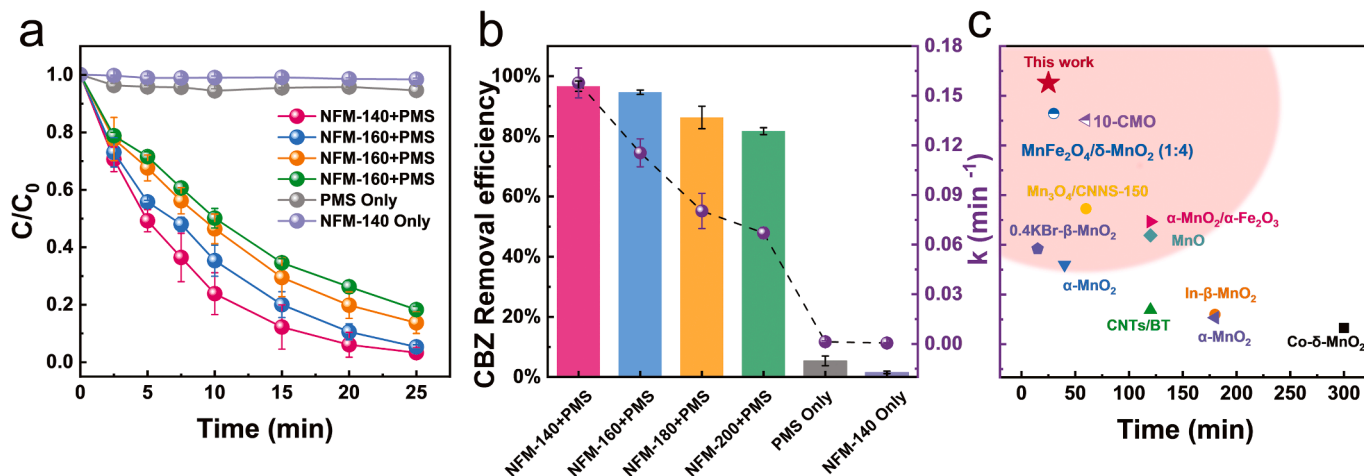 a
C/C0
1.0
0.8
0.6
0.4
0.2
0.0
NFM-140+PMS
NFM-160+PMS
NFM-160+PMS
NFM-160+PMS
PMS Only
NFM-140 Only
0 5 10 15 20 25
Time (min)
b
CBZ Removal efficiency
100%
80%
60%
40%
20%
0%
NFM-140+PMS
NFM-160+PMS
NFM-180+PMS
NFM-200+PMS
PMS Only
NFM-140 Only
0.18
0.15
0.12
0.09
0.06
0.03
0.00
k (min -1)
c
This work
10-CMO
MnFe2O4/δ-MnO2 (1:4)
Mn3O4/CNNS-150
α-MnO2/α-Fe2O3
0.4KBr-β-MnO2
MnO
α-MnO2
In-β-MnO2
CNTs/BT
α-MnO2
Co-δ-MnO2
0 50 100 150 200 250 300
Time (min)